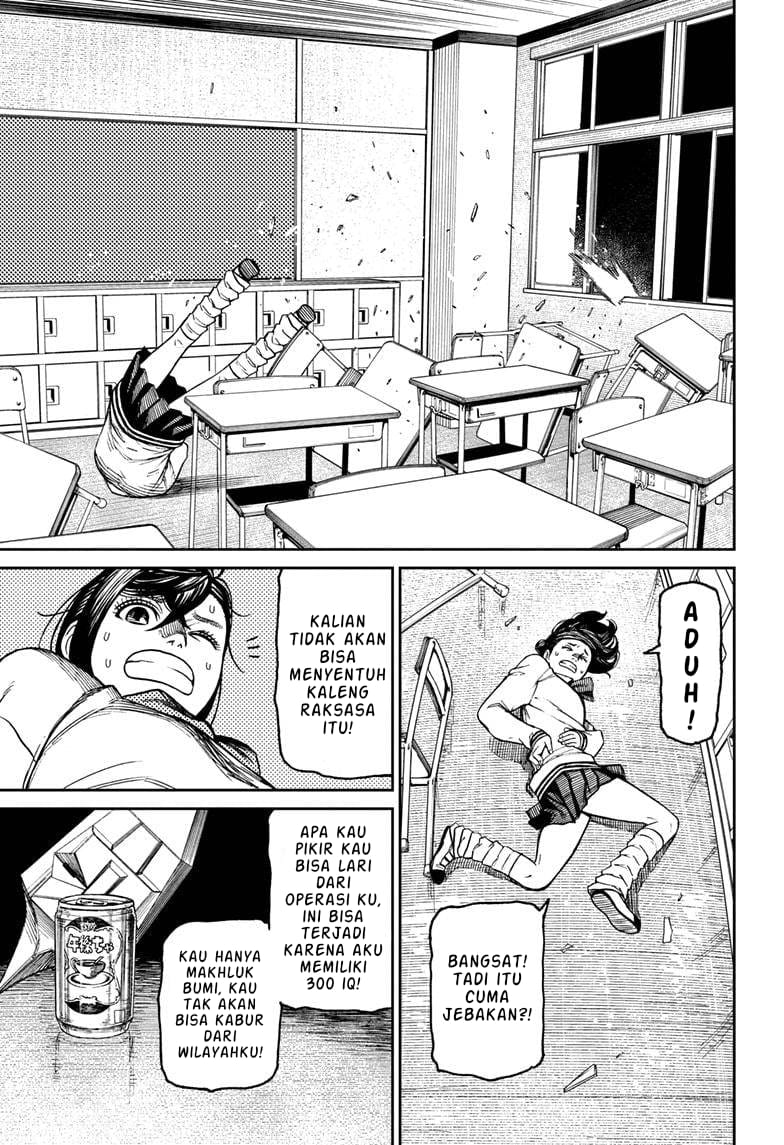 ADUH!
BANGSAT!
TADI ITU
CUMA
JEBAKAN?!
KALIAN
TIDAK AKAN
BISA
MENYENTUH
KALENG
RAKSASA
ITU!
APA KAU
PIKIR KAU
BISA LARI
DARI
OPERASI KU,
INI BISA
TERJADI
KARENA AKU
MEMILIKI
300 IQ!
KAU HANYA
MAKHLUK
BUMI, KAU
TAK AKAN
BISA KABUR
DARI
WILAYAHKU!